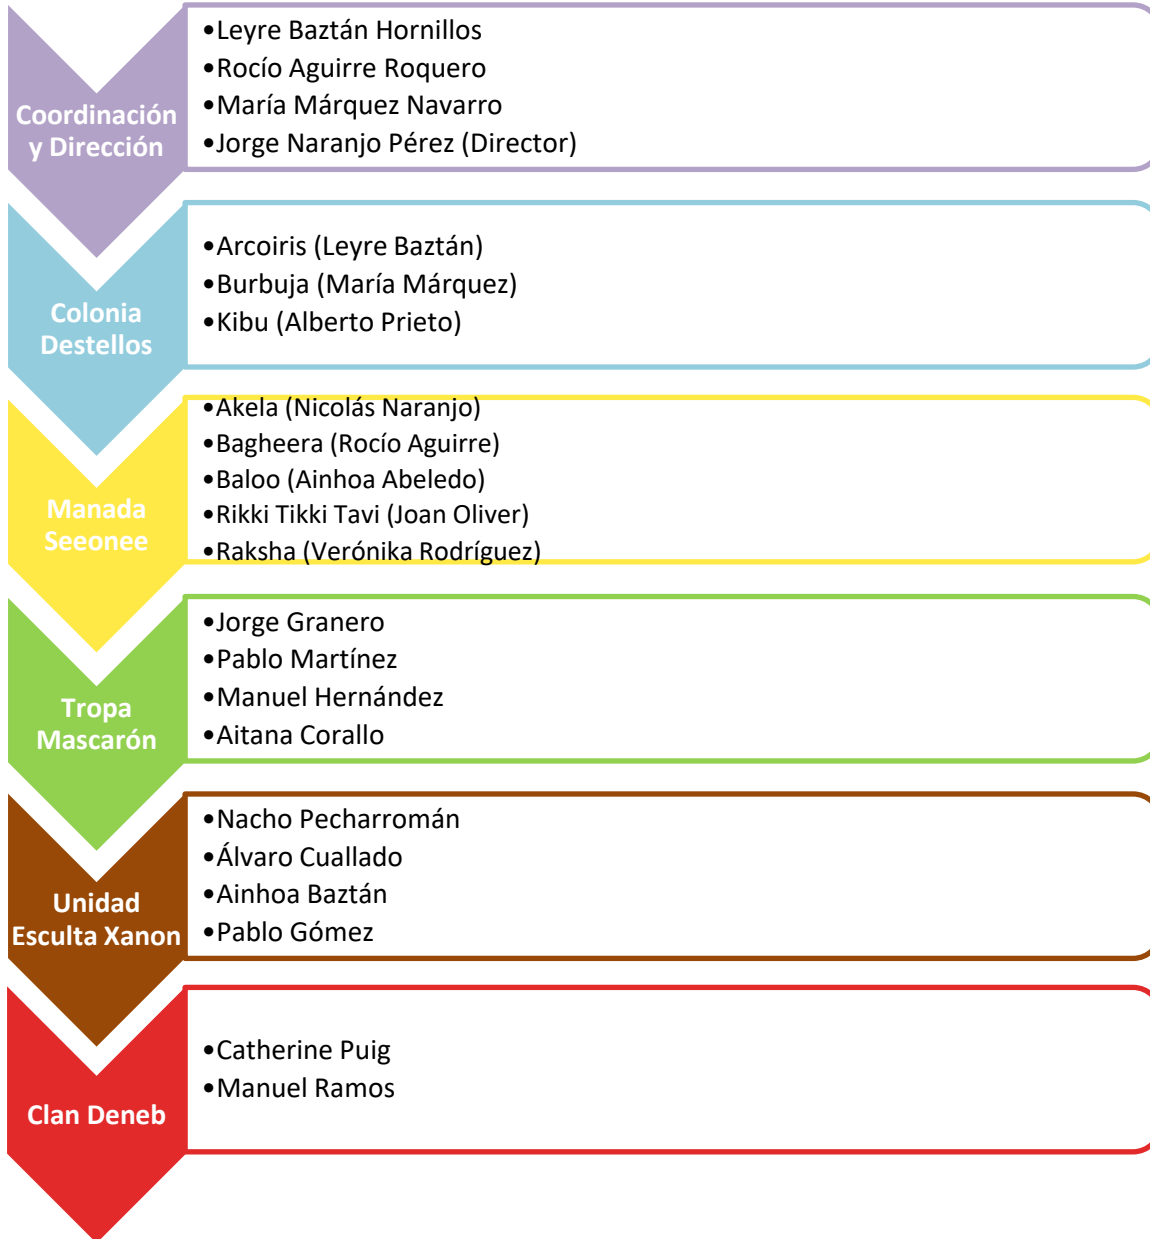 Coordinación
y Dirección
•Leyre Baztán Hornillos
•Rocío Aguirre Roquero
•María Márquez Navarro
•Jorge Naranjo Pérez (Director)
Colonia
Destellos
•Arcoiris (Leyre Baztán)
•Burbuja (María Márquez)
•Kibu (Alberto Prieto)
Manada
Seeonee
•Akela (Nicolás Naranjo)
•Bagheera (Rocío Aguirre)
•Baloo (Ainhoa Abeledo)
•Rikki Tikki Tavi (Joan Oliver)
•Raksha (Verónika Rodríguez)
Tropa
Mascarón
•Jorge Granero
•Pablo Martínez
•Manuel Hernández
•Aitana Corallo
Unidad
Esculta Xanon
•Nacho Pecharromán
•Álvaro Cuallado
•Ainhoa Baztán
•Pablo Gómez
Clan Deneb
•Catherine Puig
•Manuel Ramos